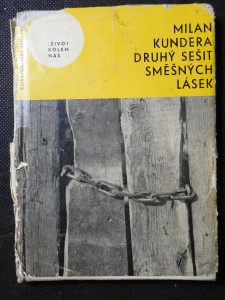 MILAN
KUNDERA
DRUHÝ SEŠIT
SMĚŠNÝCH
LÁSEK
ŽIVOT
KOLEM
NÁS